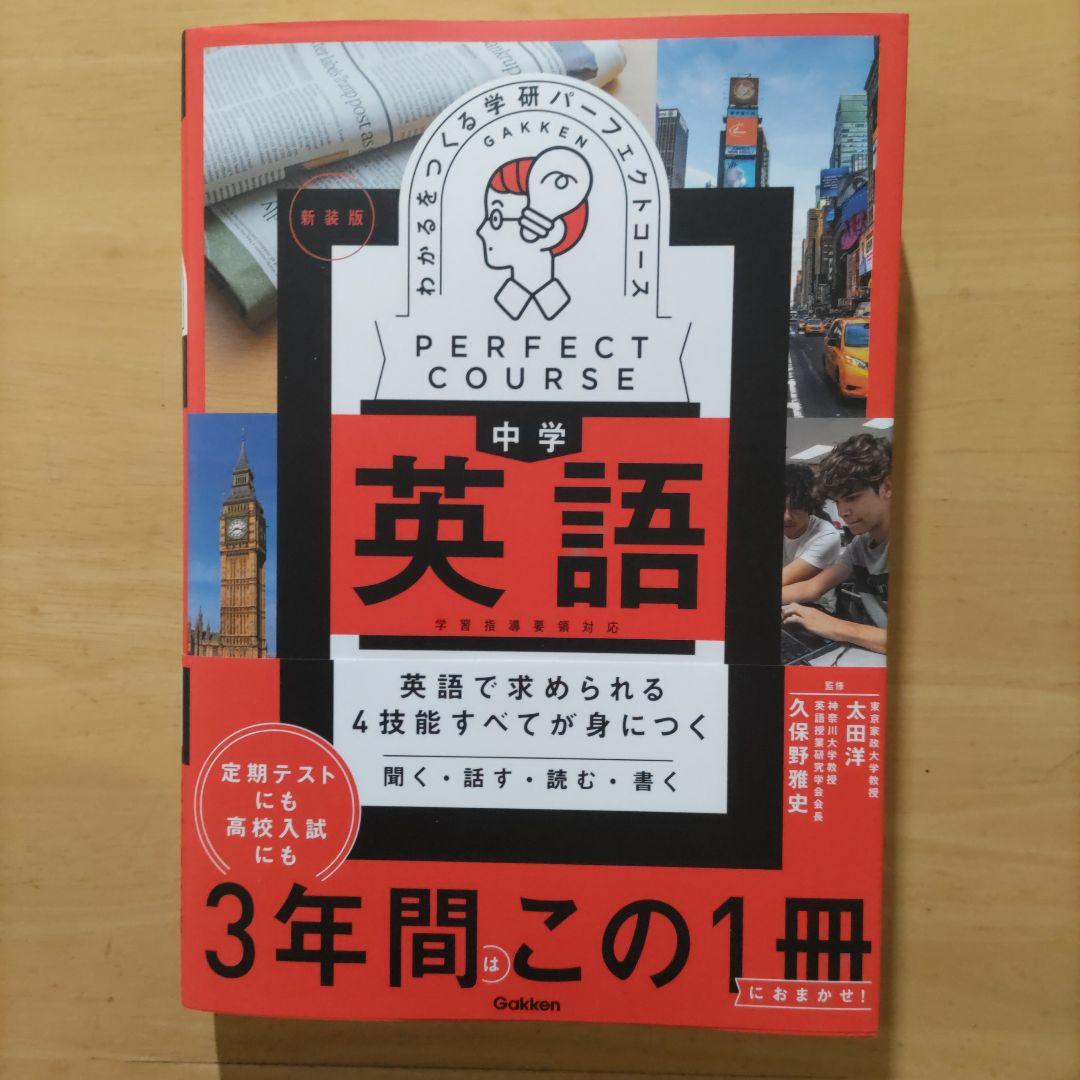 わかるをつくる学研パーフェクトコース
GAKKEN
新装版
PERFECT
COURSE
中学
英語
学習指導要領対応
英語で求められる
4技能すべてが身につく
聞く・話す・読む・書く
監修
東京家政大学教授
太田洋
神奈川大学教授
英語授業研究学会会長
久保野雅史
定期テスト
にも
高校入試
にも
3年間はこの1冊
におまかせ!
Gakken